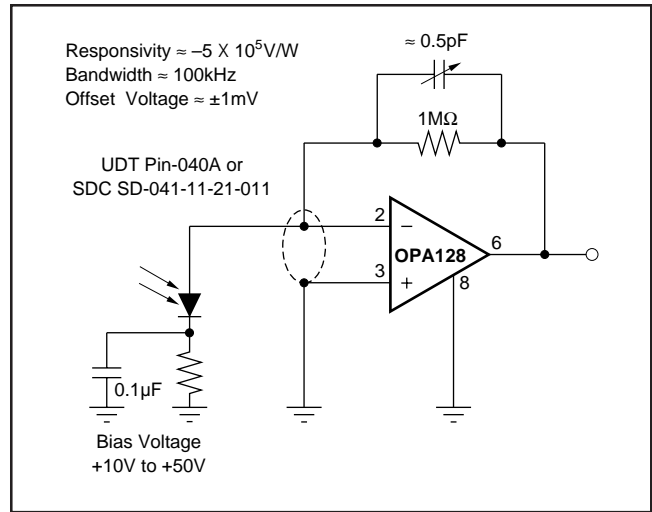 Responsivity ≈ –5 X 10⁵V/W
Bandwidth ≈ 100kHz
Offset Voltage ≈ ±1mV
≈ 0.5pF
1MΩ
UDT Pin-040A or
SDC SD-041-11-21-011
2
–
OPA128
6
3
+
8
0.1µF
Bias Voltage
+10V to +50V